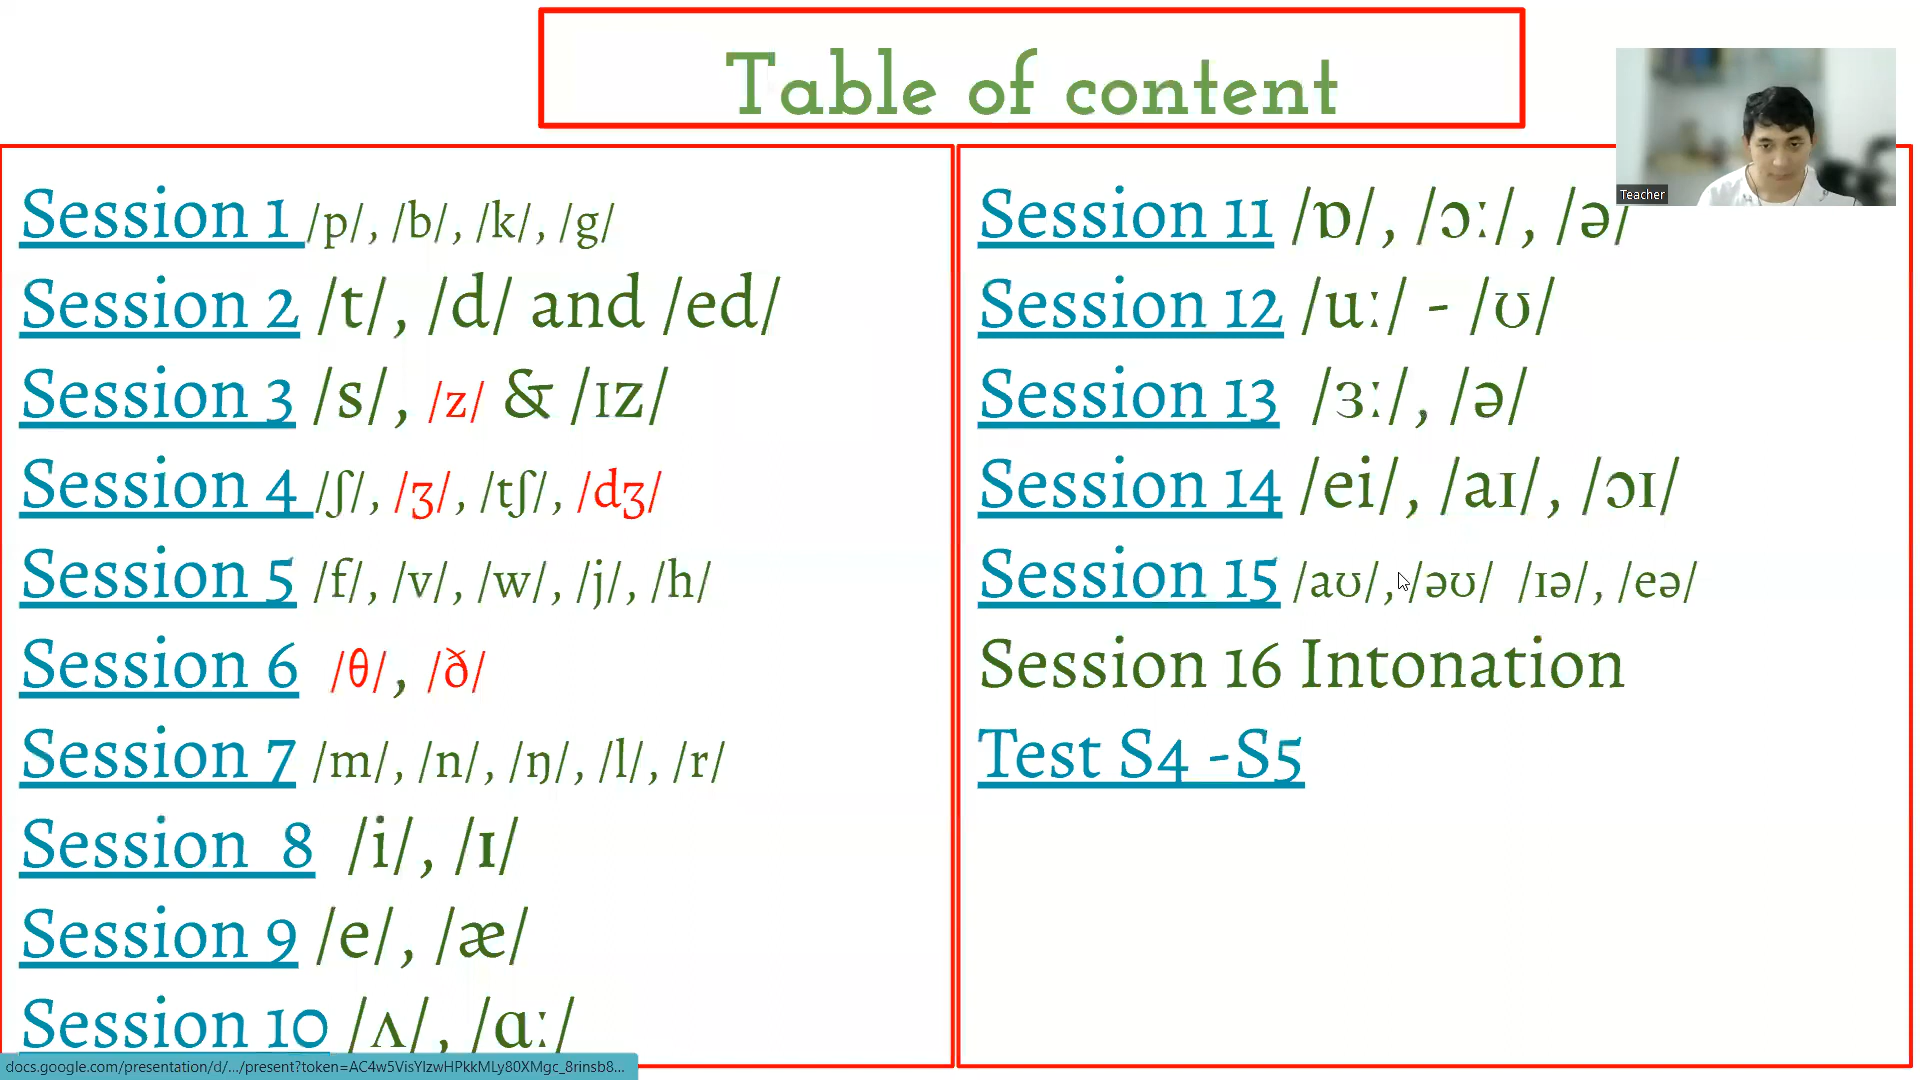 Table of content
Teacher
Session 1 /p/, /b/, /k/, /g/
Session 2 /t/, /d/ and /ed/
Session 3 /s/, /z/ & /ɪz/
Session 4 /ʃ/, /ʒ/, /tʃ/, /dʒ/
Session 5 /f/, /v/, /w/, /j/, /h/
Session 6 /θ/, /ð/
Session 7 /m/, /n/, /ŋ/, /l/, /r/
Session 8 /i/, /ɪ/
Session 9 /e/, /æ/
Session 10 /ʌ/, /ɑː/
Session 11 /ɒ/, /ɔː/, /ə/
Session 12 /uː/ - /ʊ/
Session 13 /ɜː/, /ə/
Session 14 /ei/, /aɪ/, /ɔɪ/
Session 15 /aʊ/, /əʊ/ /ɪə/, /eə/
Session 16 Intonation
Test S4 -S5
docs.google.com/presentation/d/.../present?token=AC4w5VisYlzwHPkkMLy80XMgc_8rinsb8...